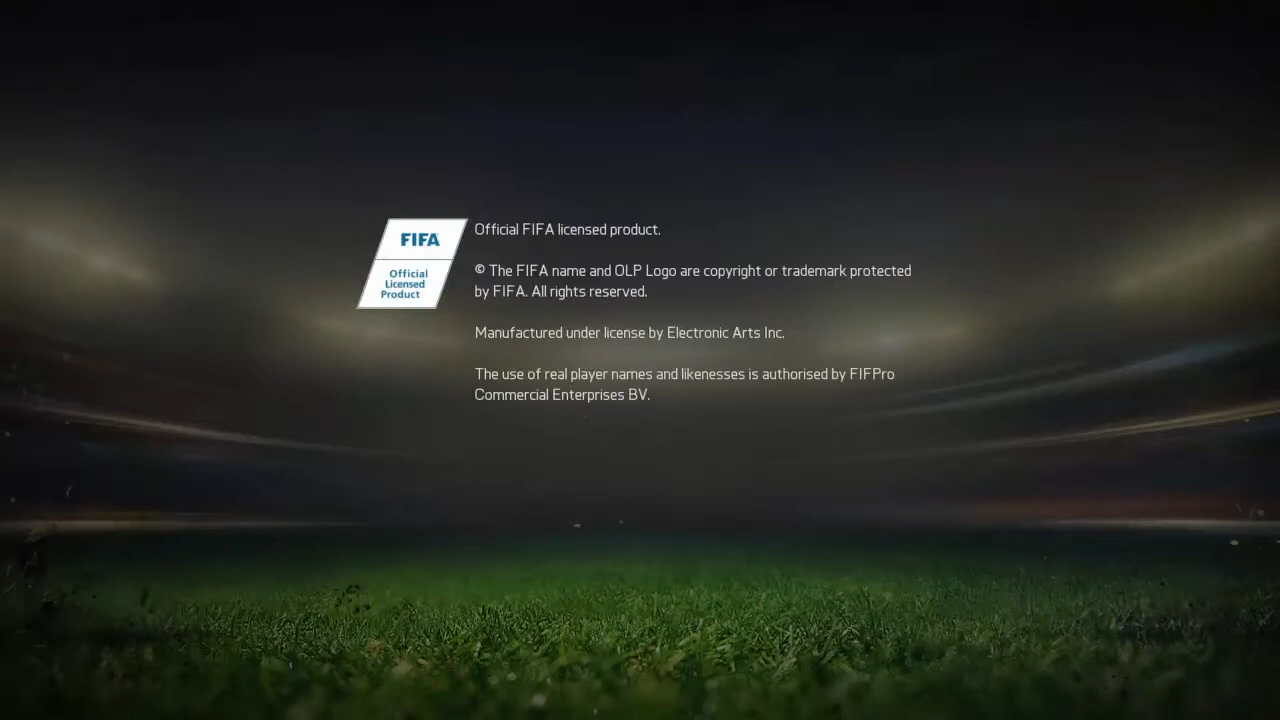 FIFA
Official
Licensed
Product
Official FIFA licensed product.
© The FIFA name and OLP Logo are copyright or trademark protected
by FIFA. All rights reserved.
Manufactured under license by Electronic Arts Inc.
The use of real player names and likenesses is authorised by FIFPro
Commercial Enterprises BV.